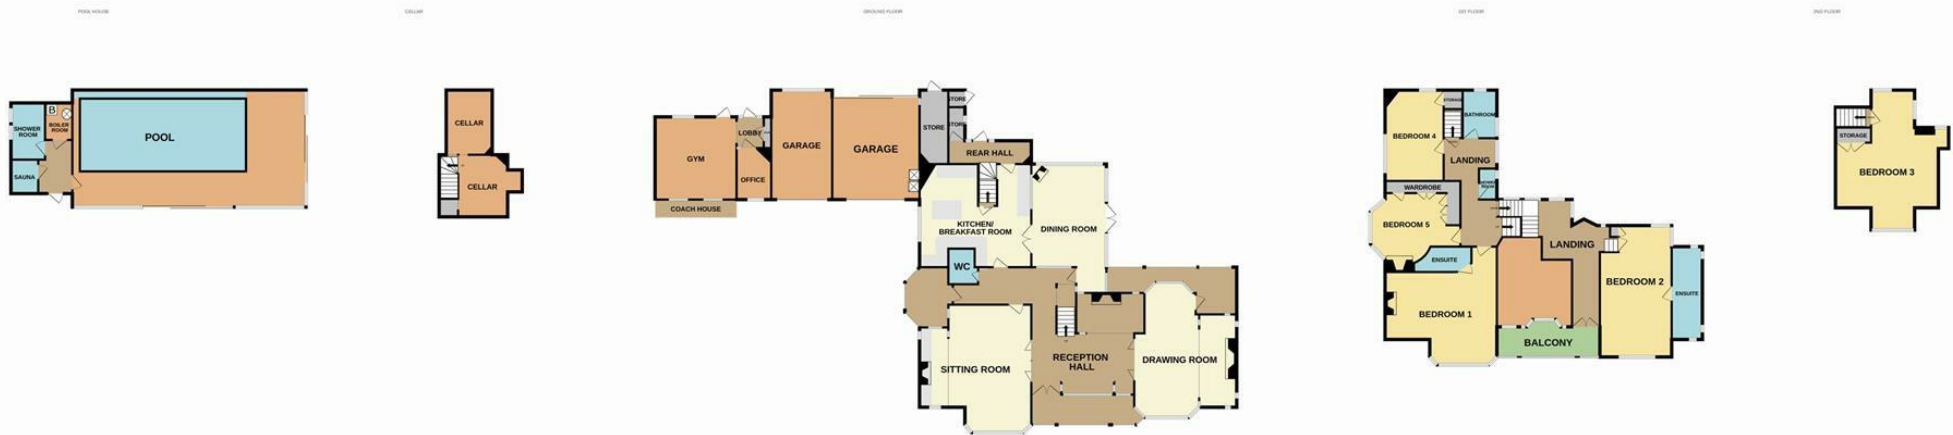 POOL HOUSE
CELLAR
GROUND FLOOR
1ST FLOOR
2ND FLOOR
SHOWER
ROOM
B
BOILER
ROOM
POOL
SAUNA
CELLAR
CELLAR
GYM
LOBBY
OFFICE
COACH HOUSE
GARAGE
GARAGE
STORE
STORE
STORE
REAR HALL
KITCHEN/
BREAKFAST ROOM
DINING ROOM
WC
SITTING ROOM
RECEPTION
HALL
DRAWING ROOM
BEDROOM 4
STORAGE
BATHROOM
LANDING
SHOWER
ROOM
WARDROBE
BEDROOM 5
ENSUITE
LANDING
BEDROOM 1
BALCONY
BEDROOM 2
ENSUITE
STORAGE
BEDROOM 3